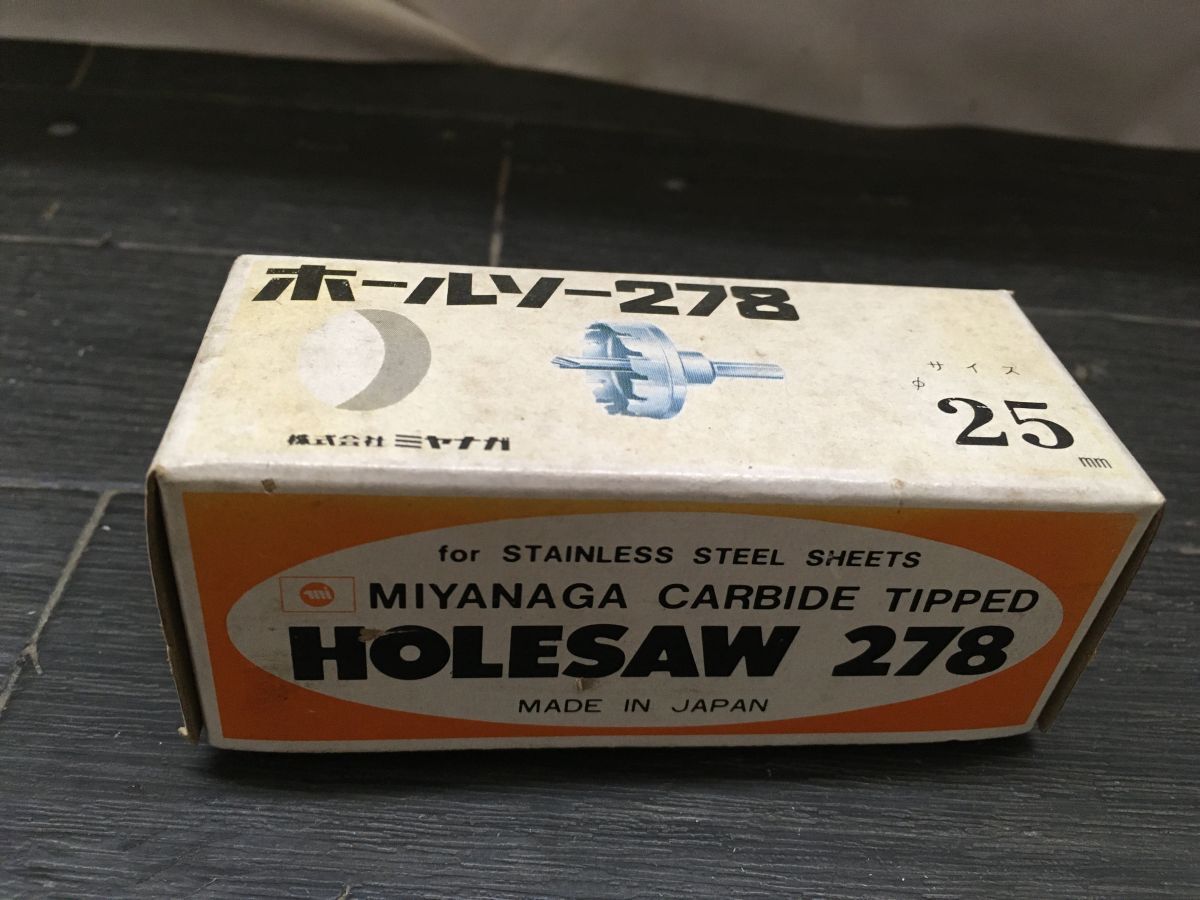 ホールソー278
サイズ
φ 25 mm
株式会社 ミヤナガ
for STAINLESS STEEL SHEETS
mi MIYANAGA CARBIDE TIPPED
HOLESAW 278
MADE IN JAPAN